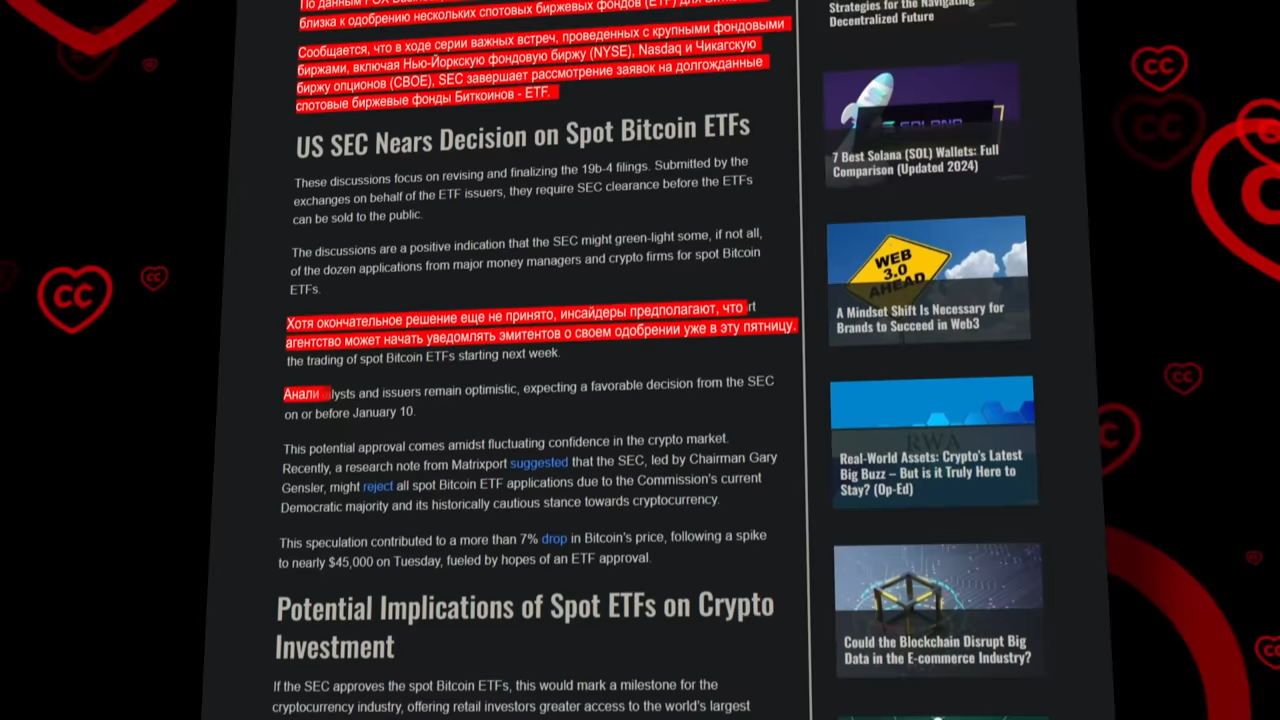 По данным FOX
близка к одобрению нескольких спотовых биржевых фондов (ETF) для
Сообщается, что в ходе серии важных встреч, проведенных с крупными фондовыми
биржами, включая Нью-Йоркскую фондовую биржу (NYSE), Nasdaq и Чикагскую
биржу опционов (CBOE), SEC завершает рассмотрение заявок на долгожданные
спотовые биржевые фонды Биткоинов - ETF.
US SEC Nears Decision on Spot Bitcoin ETFs
These discussions focus on revising and finalizing the 19b-4 filings. Submitted by the
exchanges on behalf of the ETF issuers, they require SEC clearance before the ETFs
can be sold to the public.
The discussions are a positive indication that the SEC might green-light some, if not all,
of the dozen applications from major money managers and crypto firms for spot Bitcoin
ETFs.
Хотя окончательное решение еще не принято, инсайдеры предполагают, что rt
агентство может начать уведомлять эмитентов о своем одобрении уже в эту пятницу.
the trading of spot Bitcoin ETFs starting next week.
Анали lysts and issuers remain optimistic, expecting a favorable decision from the SEC
on or before January 10.
This potential approval comes amidst fluctuating confidence in the crypto market.
Recently, a research note from Matrixport suggested that the SEC, led by Chairman Gary
Gensler, might reject all spot Bitcoin ETF applications due to the Commission's current
Democratic majority and its historically cautious stance towards cryptocurrency.
This speculation contributed to a more than 7% drop in Bitcoin's price, following a spike
to nearly $45,000 on Tuesday, fueled by hopes of an ETF approval.
Potential Implications of Spot ETFs on Crypto
Investment
If the SEC approves the spot Bitcoin ETFs, this would mark a milestone for the
cryptocurrency industry, offering retail investors greater access to the world's largest
Strategies for the Navigating
Decentralized Future
SOLANA
7 Best Solana (SOL) Wallets: Full
Comparison (Updated 2024)
WEB
3.0
AHEAD
A Mindset Shift Is Necessary for
Brands to Succeed in Web3
RWA
Real-World Assets: Crypto's Latest
Big Buzz – But is it Truly Here to
Stay? (Op-Ed)
Could the Blockchain Disrupt Big
Data in the E-commerce Industry?
CC
CC
CC
CC
CC